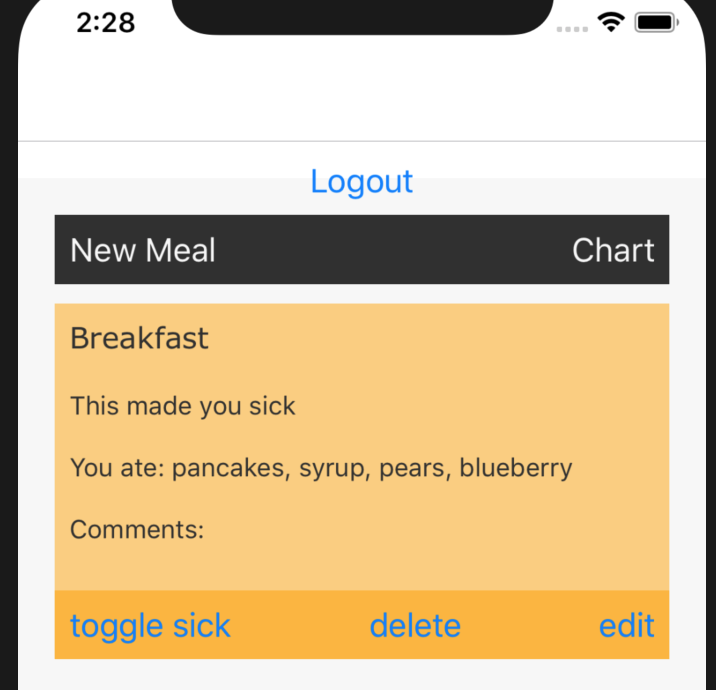 2:28
Logout
New Meal Chart
Breakfast
This made you sick
You ate: pancakes, syrup, pears, blueberry
Comments:
toggle sick delete edit